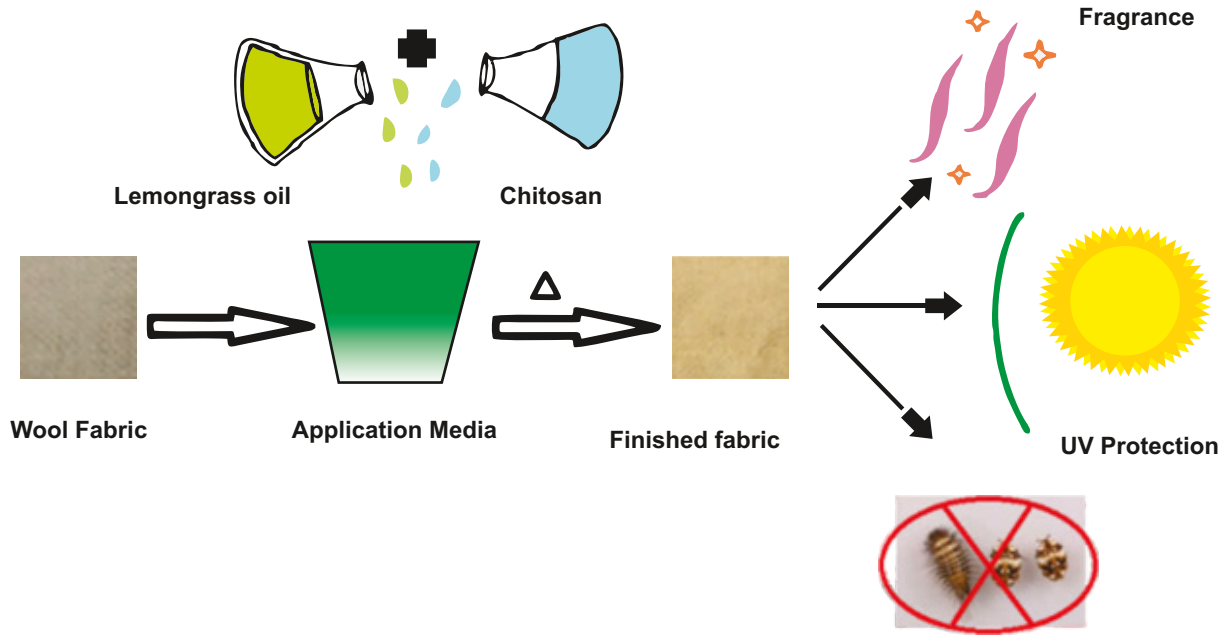 Fragrance
Lemongrass oil
Chitosan
Wool Fabric
Application Media
Finished fabric
UV Protection